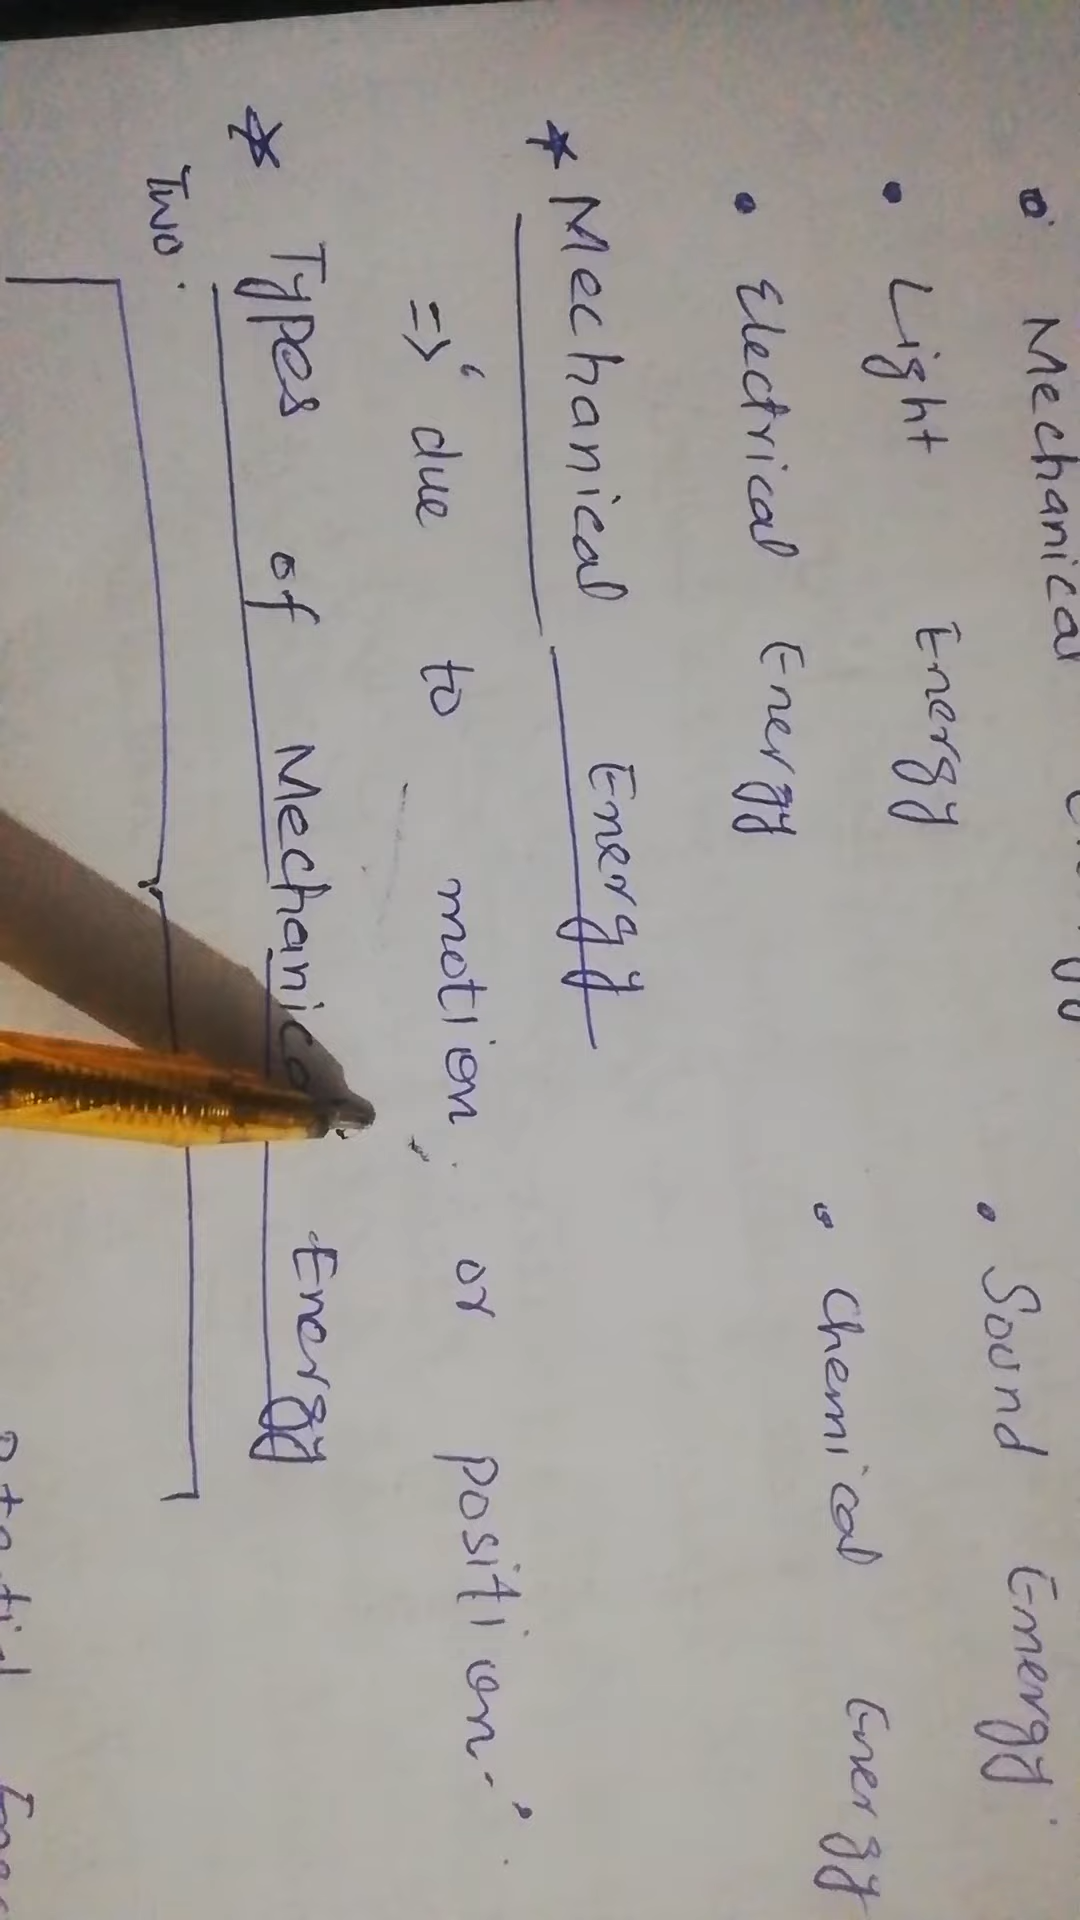 • Mechanical
• Sound Energy
• Light Energy
• Chemical Energy
• Electrical Energy
* Mechanical Energy
=> ‘due to motion, or position.’
* Types of Mechanical Energy
Two.